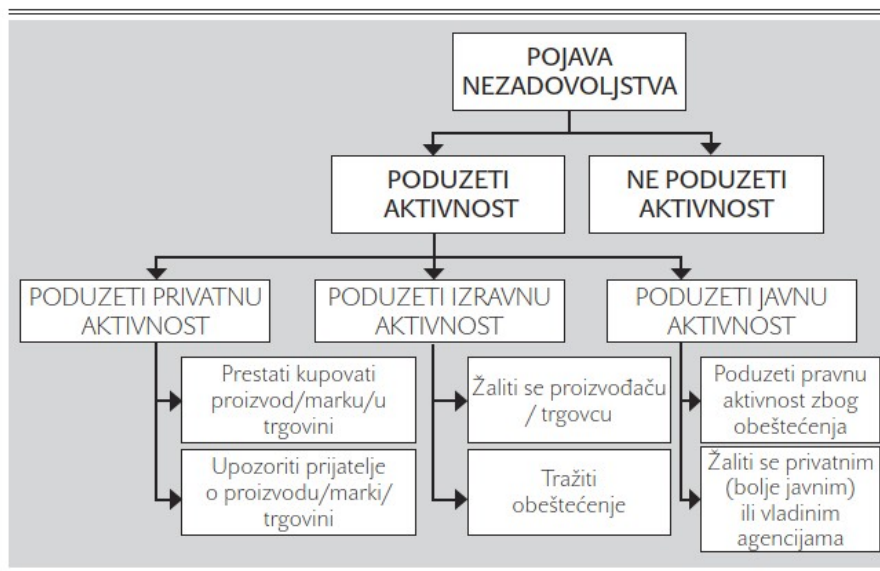 POJAVA
NEZADOVOLJSTVA
PODUZETI
AKTIVNOST
NE PODUZETI
AKTIVNOST
PODUZETI PRIVATNU
AKTIVNOST
PODUZETI IZRAVNU
AKTIVNOST
PODUZETI JAVNU
AKTIVNOST
Prestati kupovati
proizvod/marku/u
trgovini
Žaliti se proizvođaču
/ trgovcu
Poduzeti pravnu
aktivnost zbog
obeštećenja
Upozoriti prijatelje
o proizvodu/marki/
trgovini
Tražiti
obeštećenje
Žaliti se privatnim
(bolje javnim)
ili vladinim
agencijama